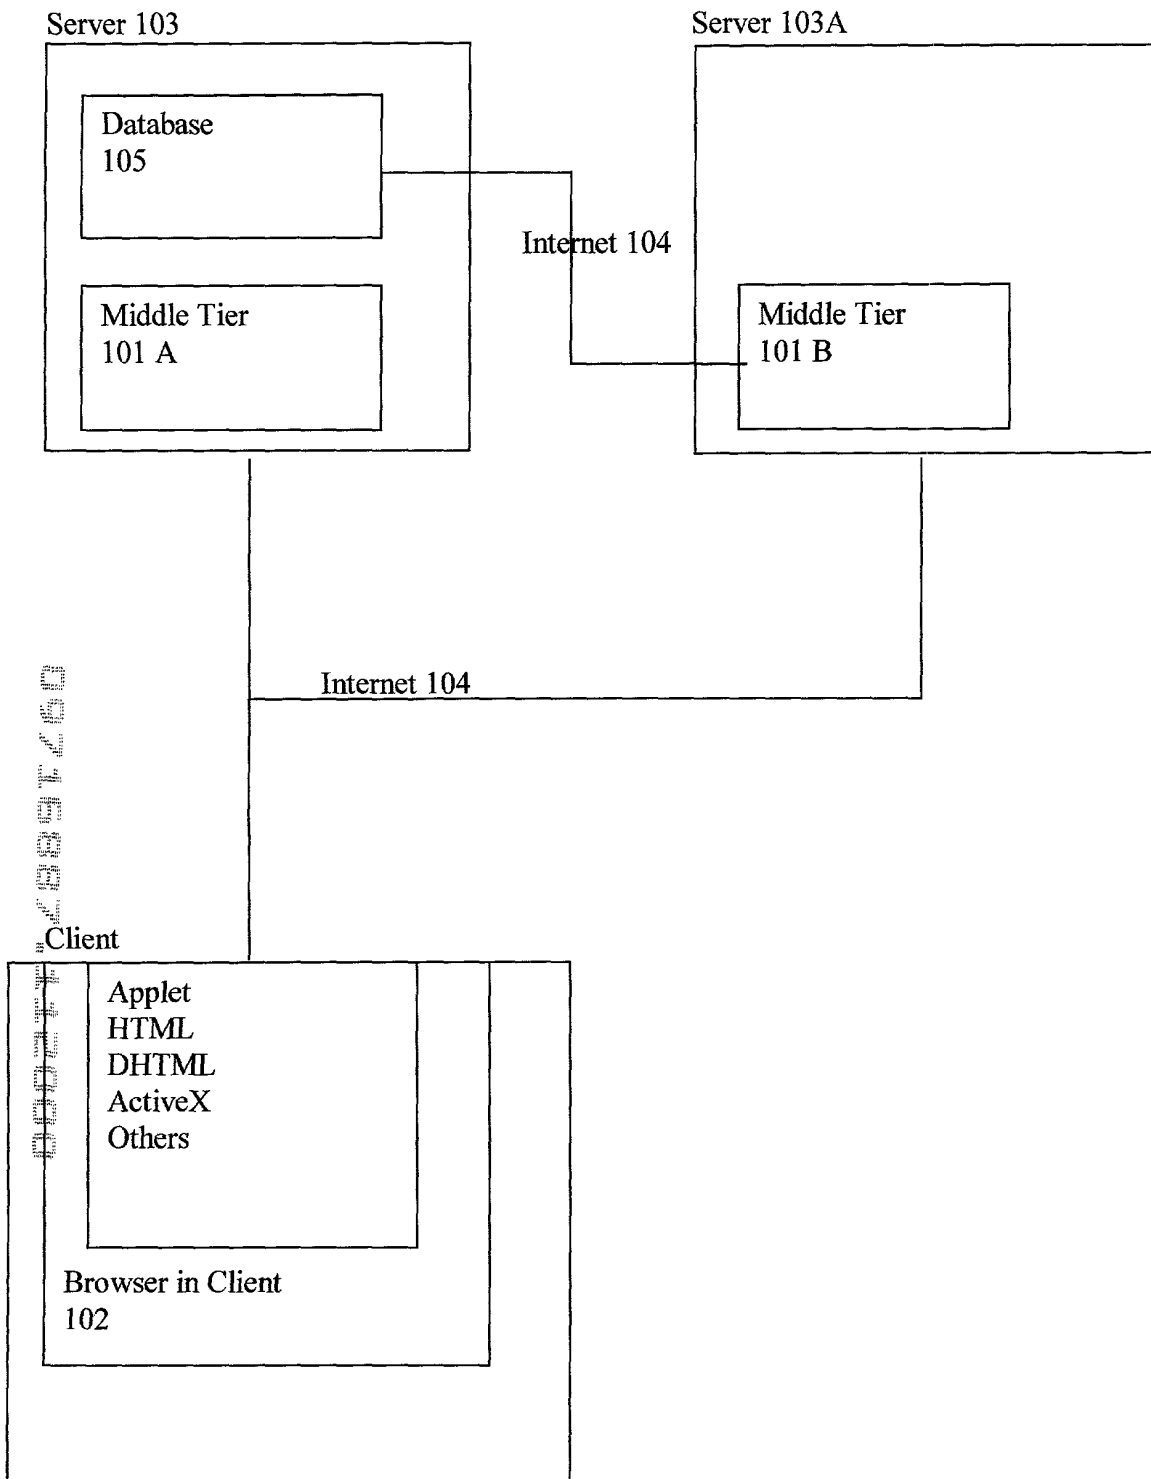 Server 103
Server 103A
Database
105
Internet 104
Middle Tier
101 A
Middle Tier
101 B
Internet 104
Client
Applet
HTML
DHTML
ActiveX
Others
Browser in Client
102